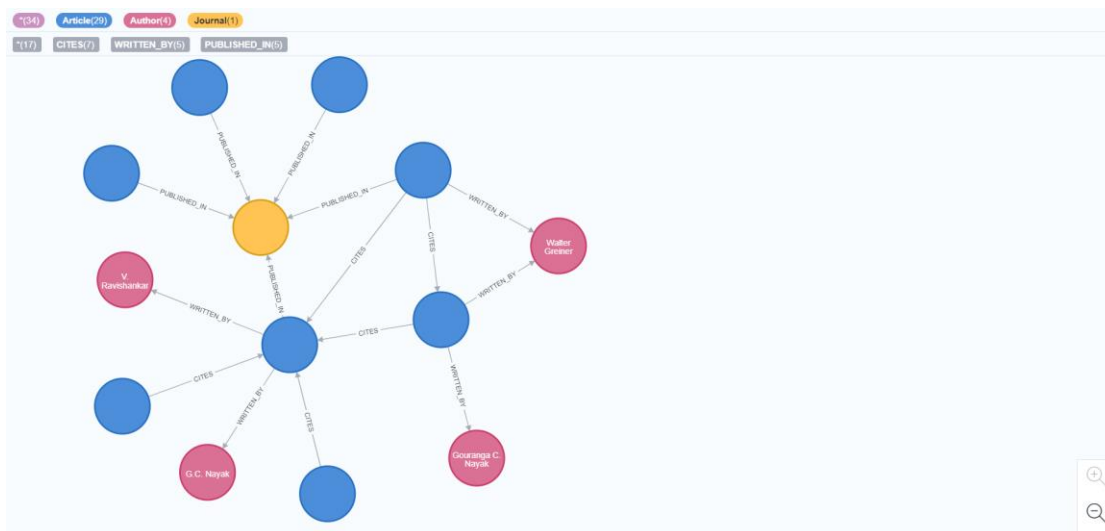 *(34) Article(29) Author(4) Journal(1)
*(17) CITES(7) WRITTEN_BY(5) PUBLISHED_IN(5)
PUBLISHED_IN
PUBLISHED_IN
PUBLISHED_IN
PUBLISHED_IN
WRITTEN_BY
CITES
CITES
Walter
Greiner
V.
Ravishankar
PUBLISHED_IN
WRITTEN_BY
WRITTEN_BY
CITES
CITES
WRITTEN_BY
WRITTEN_BY
CITES
G.C. Nayak
Gouranga C.
Nayak